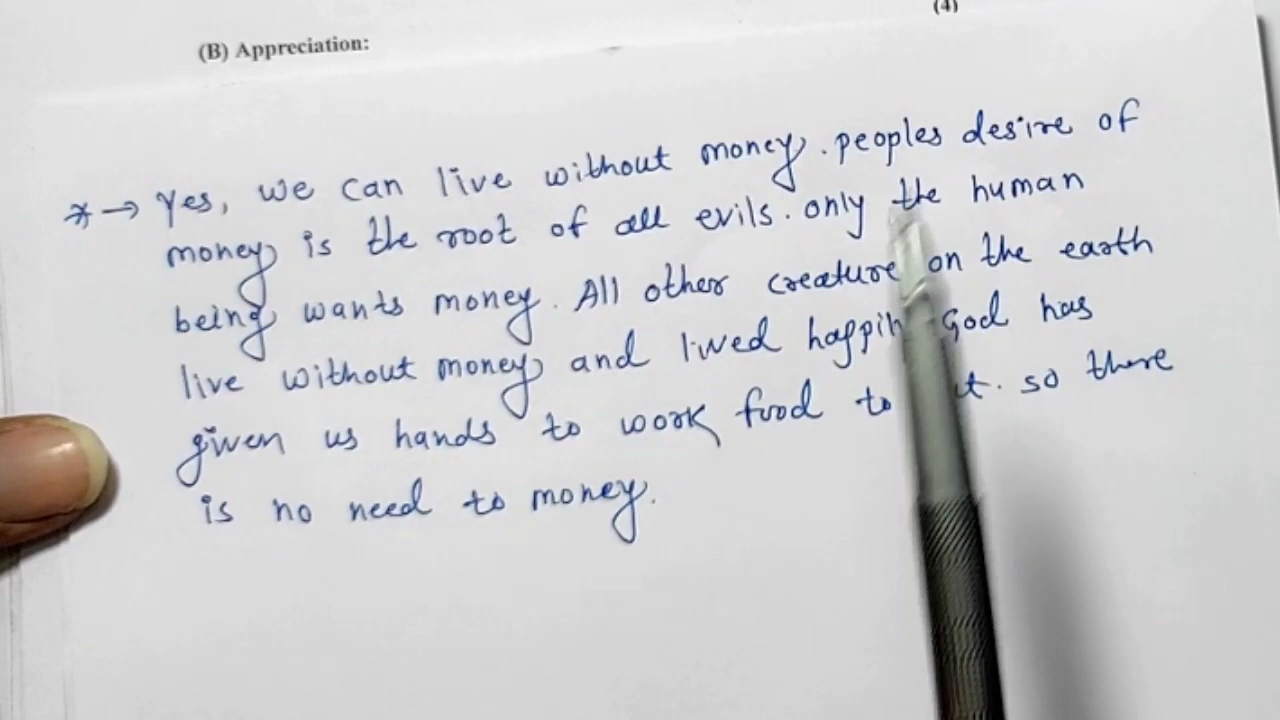 (4)
(B) Appreciation:
*→ Yes, we can live without money. peoples desire of
money is the root of all evils. only the human
being wants money. All other creature on the earth
live without money and lived God has
given us hands to work food to so there
is no need to money.